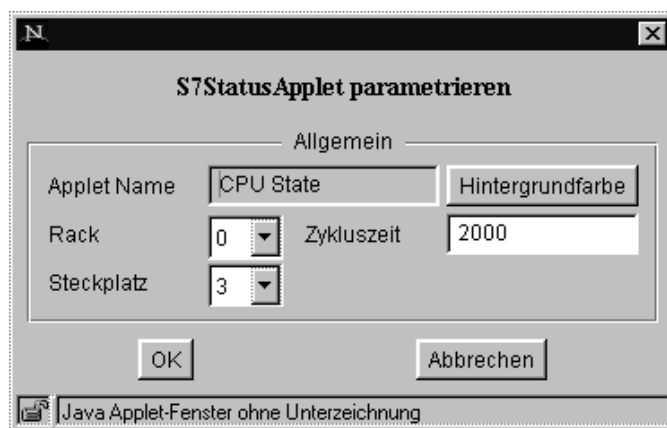 N
S7StatusApplet parametrieren
Allgemein
Applet Name CPU State Hintergrundfarbe
Rack 0 Zykluszeit 2000
Steckplatz 3
OK Abbrechen
Java Applet-Fenster ohne Unterzeichnung